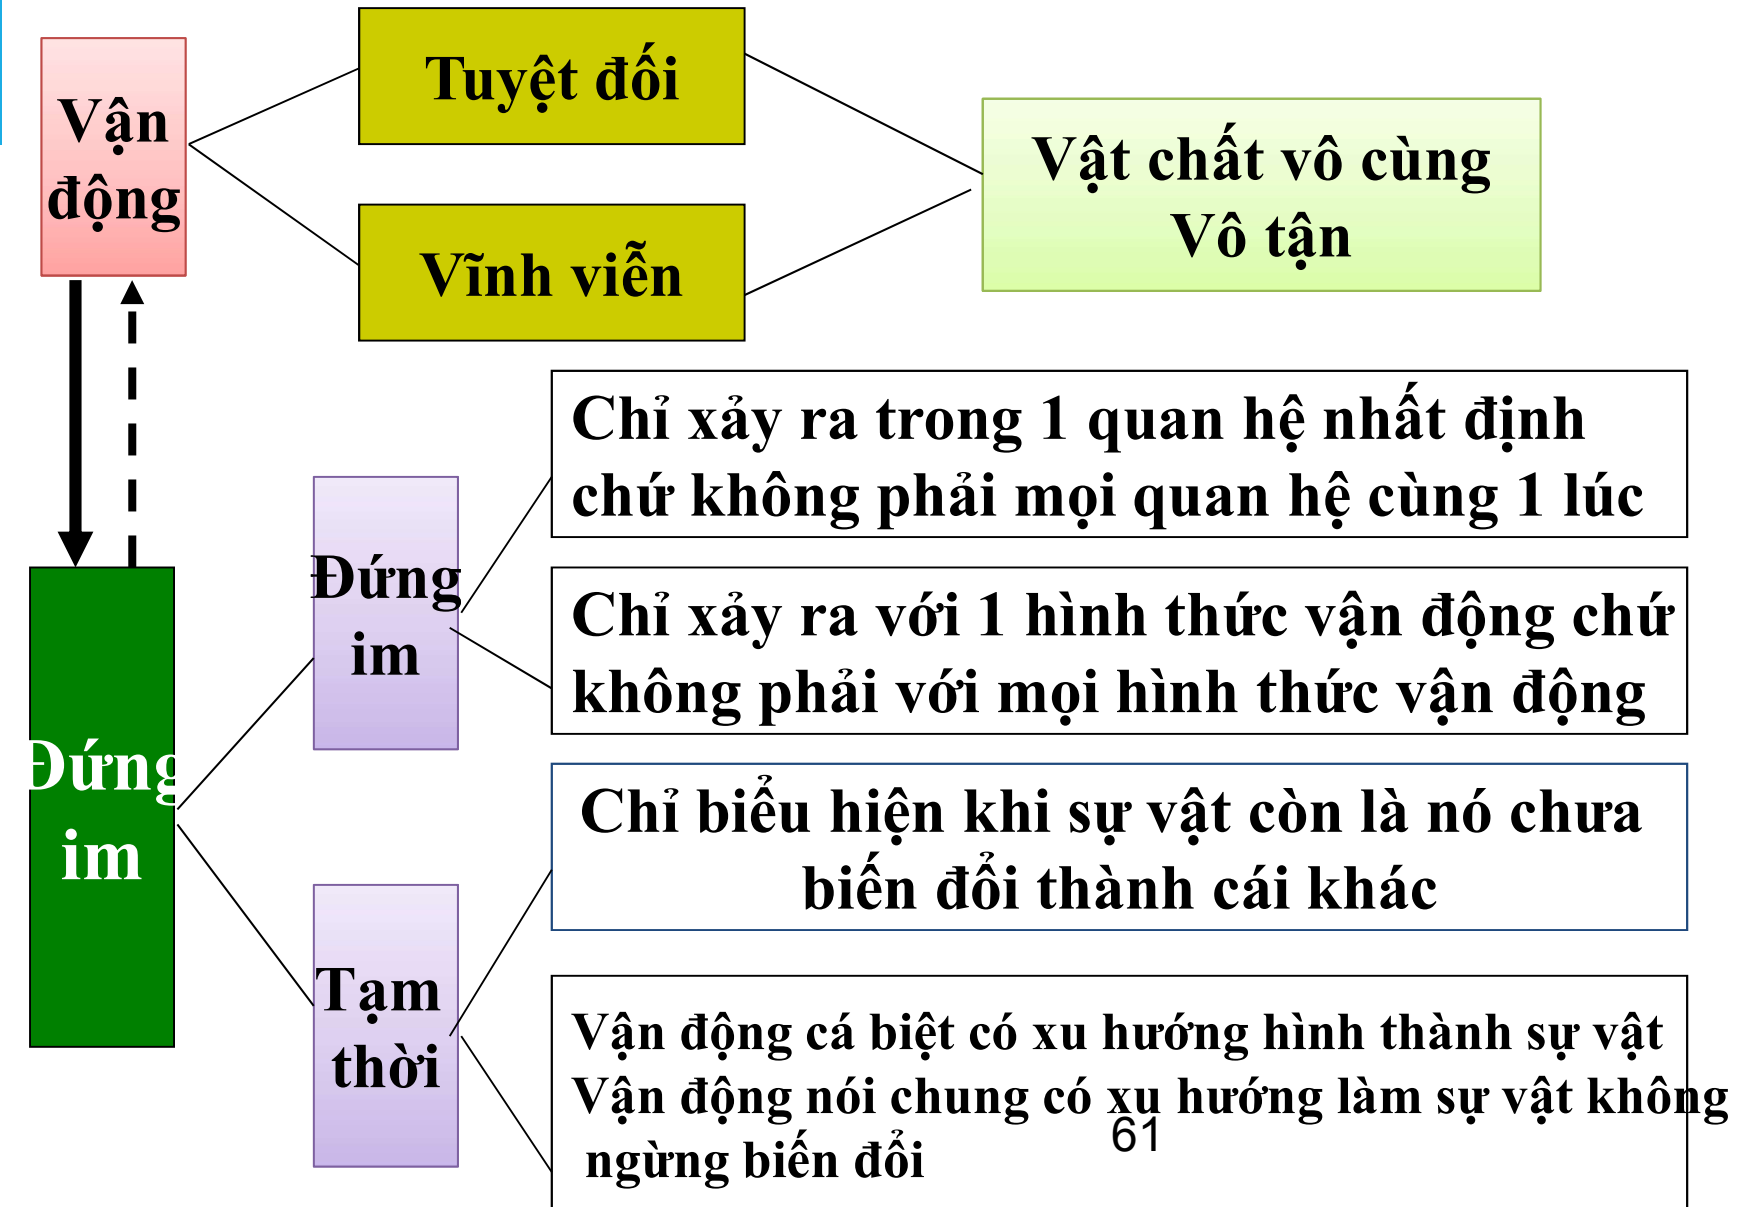 Vận
động
Tuyệt đối
Vĩnh viễn
Vật chất vô cùng
Vô tận
Đứng
im
Đứng
im
Chỉ xảy ra trong 1 quan hệ nhất định
chứ không phải mọi quan hệ cùng 1 lúc
Chỉ xảy ra với 1 hình thức vận động chứ
không phải với mọi hình thức vận động
Tạm
thời
Chỉ biểu hiện khi sự vật còn là nó chưa
biến đổi thành cái khác
Vận động cá biệt có xu hướng hình thành sự vật
Vận động nói chung có xu hướng làm sự vật không
ngừng biến đổi
61